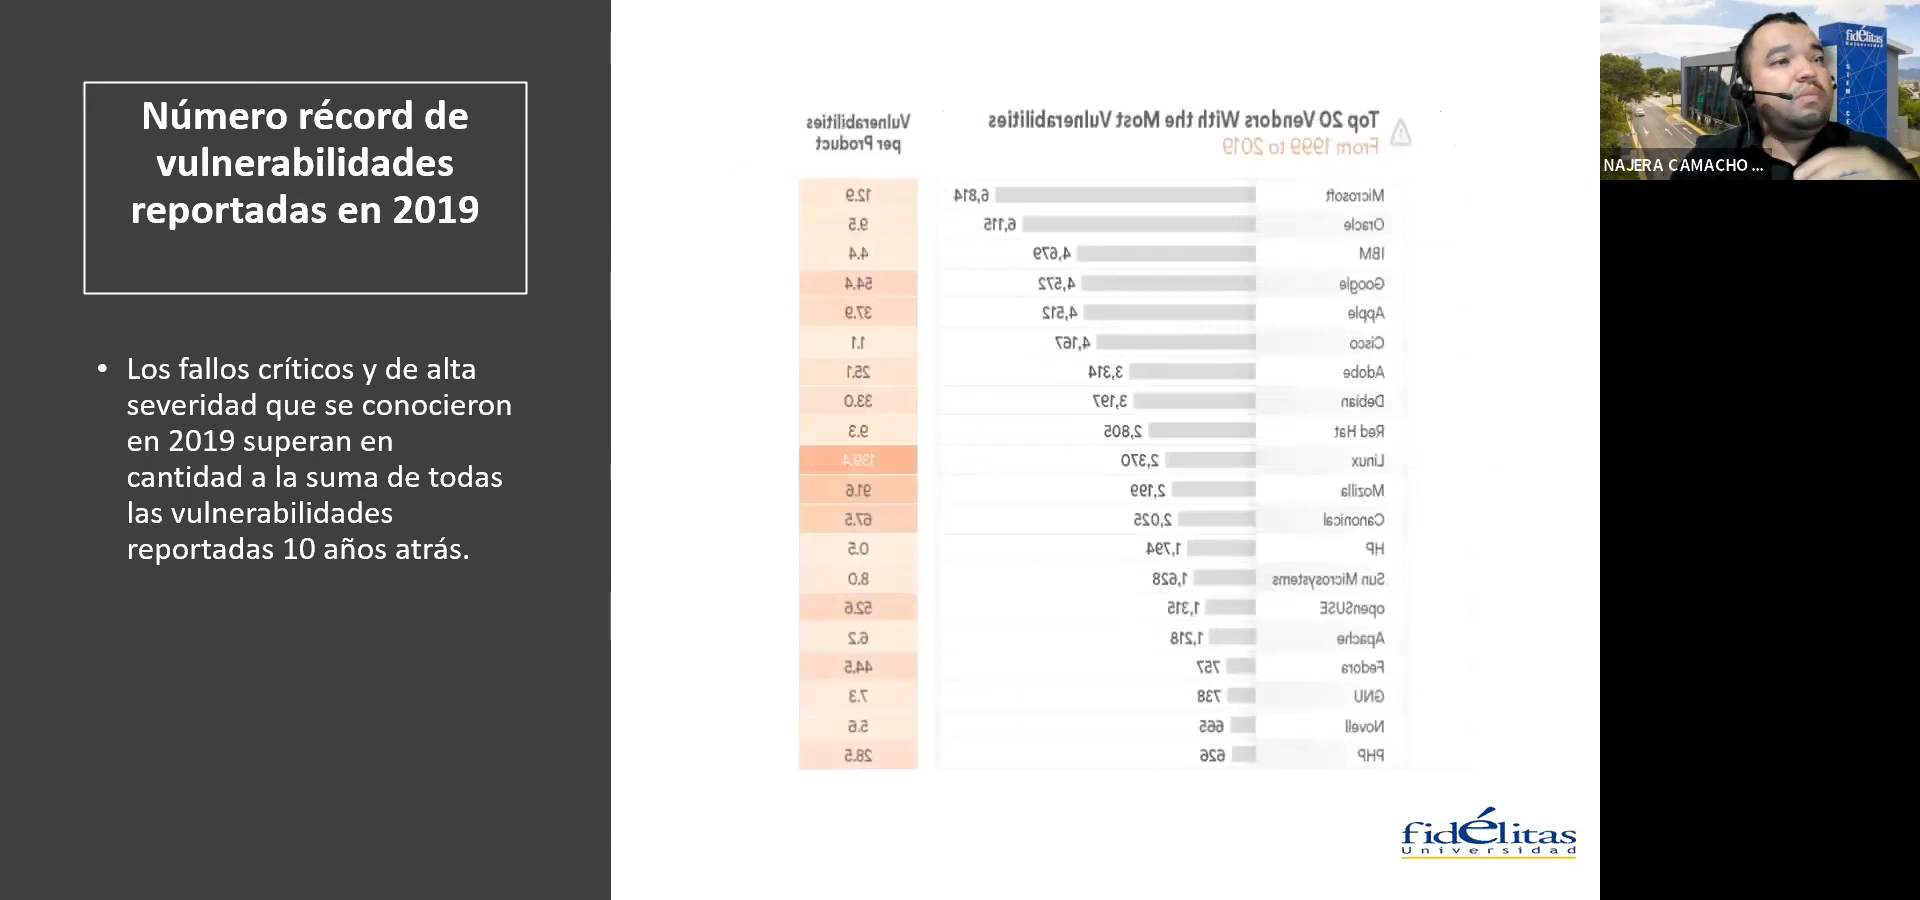 Número récord de
vulnerabilidades
reportadas en 2019
• Los fallos críticos y de alta
severidad que se conocieron
en 2019 superan en
cantidad a la suma de todas
las vulnerabilidades
reportadas 10 años atrás.
Top 20 Vendors With the Most Vulnerabilities
From 1999 to 2019
Vulnerabilities
per Product
Microsoft 6,814 12.9
Oracle 6,115 9.5
IBM 4,679 4.4
Google 4,572 54.4
Apple 4,512 37.9
Cisco 4,167 1.1
Adobe 3,314 25.1
Debian 3,197 33.0
Red Hat 2,805 9.3
Linux 2,370 139.4
Mozilla 2,199 91.6
Canonical 2,025 67.5
HP 1,794 0.5
Sun Microsystems 1,628 8.0
openSUSE 1,315 52.6
Apache 1,218 6.2
Fedora 757 44.5
GNU 738 7.3
Novell 665 5.6
PHP 626 28.5
fidélitas
Universidad
fidélitas
Universidad
NAJERA CAMACHO ...